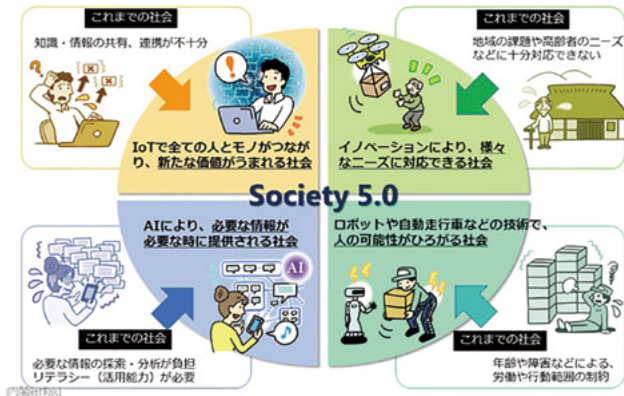 これまでの社会
知識・情報の共有、連携が不十分
IoTで全ての人とモノがつなが
り、新たな価値がうまれる社会
これまでの社会
地域の課題や高齢者のニーズ
などに十分対応できない
イノベーションにより、様々
なニーズに対応できる社会
Society 5.0
AIにより、必要な情報が
必要な時に提供される社会
AI
これまでの社会
必要な情報の探索・分析が負担
リテラシー（活用能力）が必要
ロボットや自動走行車などの技術で、
人の可能性がひろがる社会
これまでの社会
年齢や障害などによる、
労働や行動範囲の制約